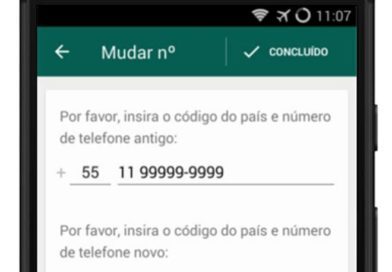 11:07
Mudar nº
CONCLUÍDO
Por favor, insira o código do país e número
de telefone antigo:
+ 55 11 99999-9999
Por favor, insira o código do país e número
de telefone novo: